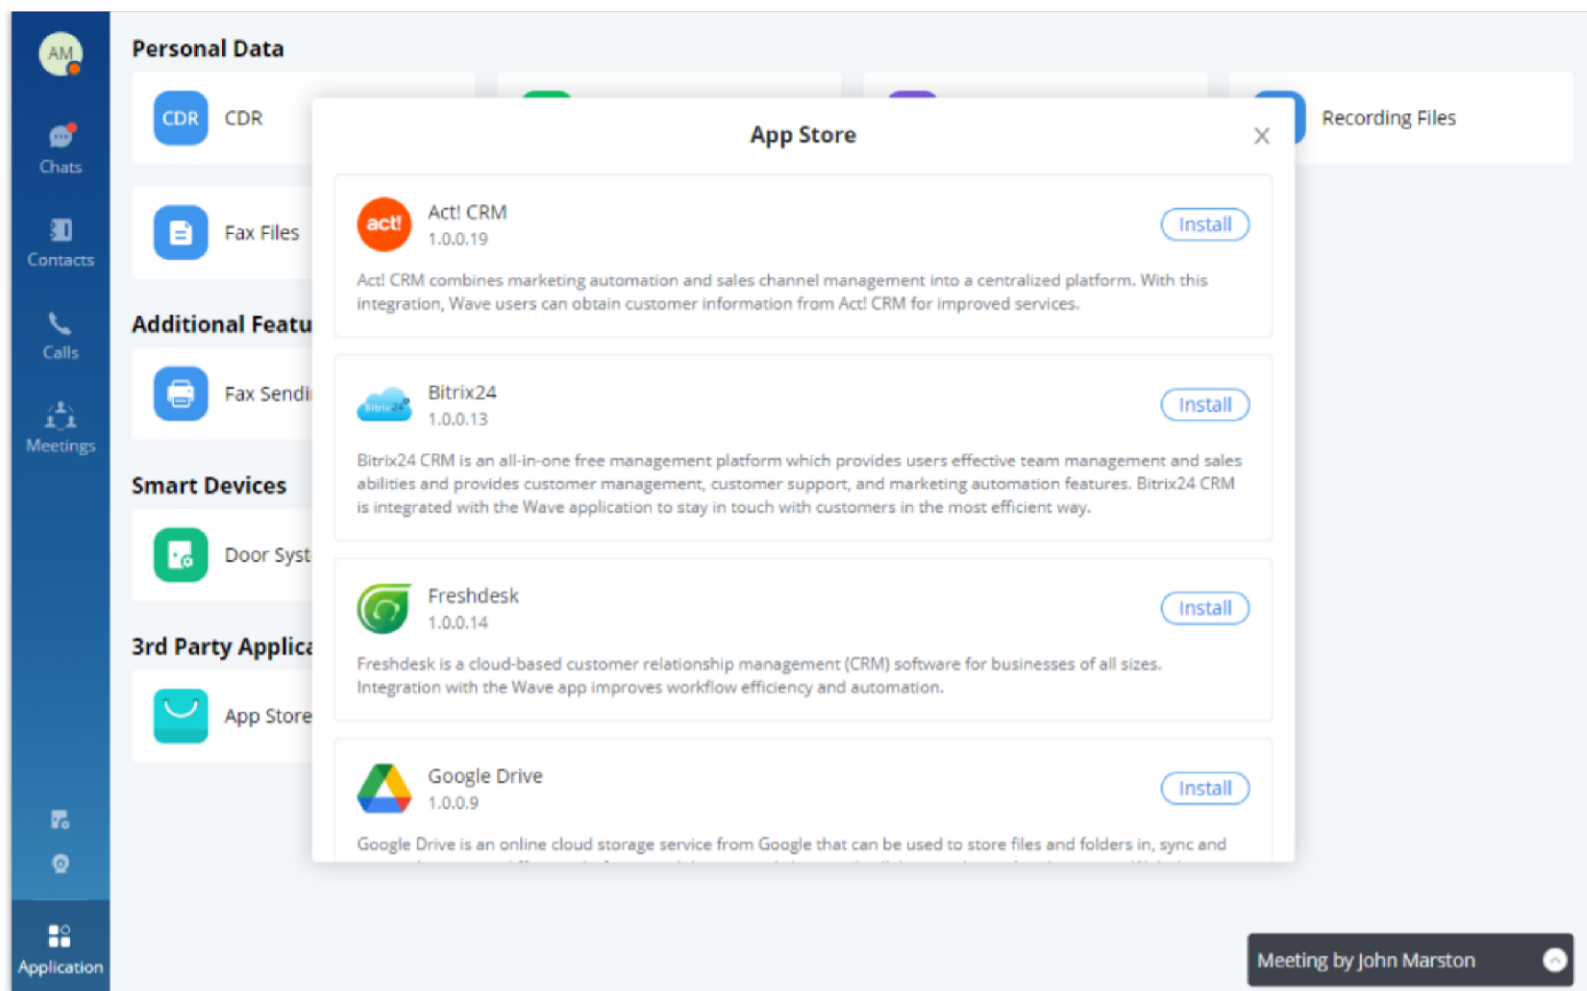 AM
Chats
Contacts
Calls
Meetings
Application
Personal Data
CDR
CDR
Recording Files
Fax Files
Additional Featu
Fax Sendi
Smart Devices
Door Syst
3rd Party Applica
App Store
App Store
act!
Act! CRM
1.0.0.19
Install
Act! CRM combines marketing automation and sales channel management into a centralized platform. With this
integration, Wave users can obtain customer information from Act! CRM for improved services.
Bitrix24
Bitrix24
1.0.0.13
Install
Bitrix24 CRM is an all-in-one free management platform which provides users effective team management and sales
abilities and provides customer management, customer support, and marketing automation features. Bitrix24 CRM
is integrated with the Wave application to stay in touch with customers in the most efficient way.
Freshdesk
1.0.0.14
Install
Freshdesk is a cloud-based customer relationship management (CRM) software for businesses of all sizes.
Integration with the Wave app improves workflow efficiency and automation.
Google Drive
1.0.0.9
Install
Google Drive is an online cloud storage service from Google that can be used to store files and folders in, sync and
Meeting by John Marston